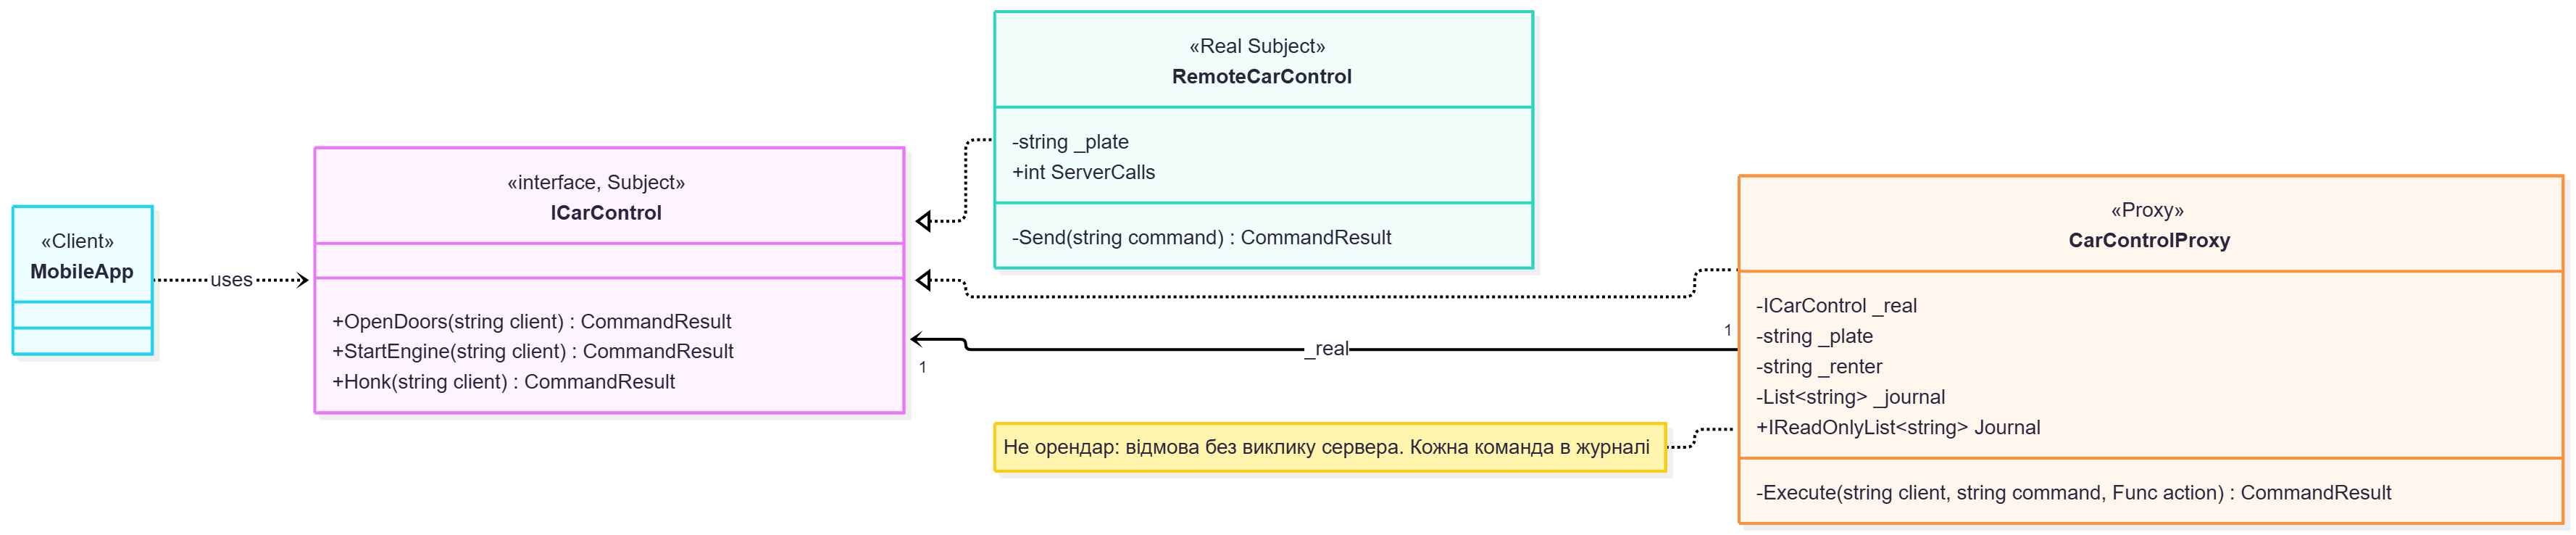 «Client»
MobileApp
uses
«interface, Subject»
ICarControl
+OpenDoors(string client) : CommandResult
+StartEngine(string client) : CommandResult
+Honk(string client) : CommandResult
«Real Subject»
RemoteCarControl
-string _plate
+int ServerCalls
-Send(string command) : CommandResult
1
_real
1
Не орендар: відмова без виклику сервера. Кожна команда в журналі
«Proxy»
CarControlProxy
-ICarControl _real
-string _plate
-string _renter
-List<string> _journal
+IReadOnlyList<string> Journal
-Execute(string client, string command, Func action) : CommandResult